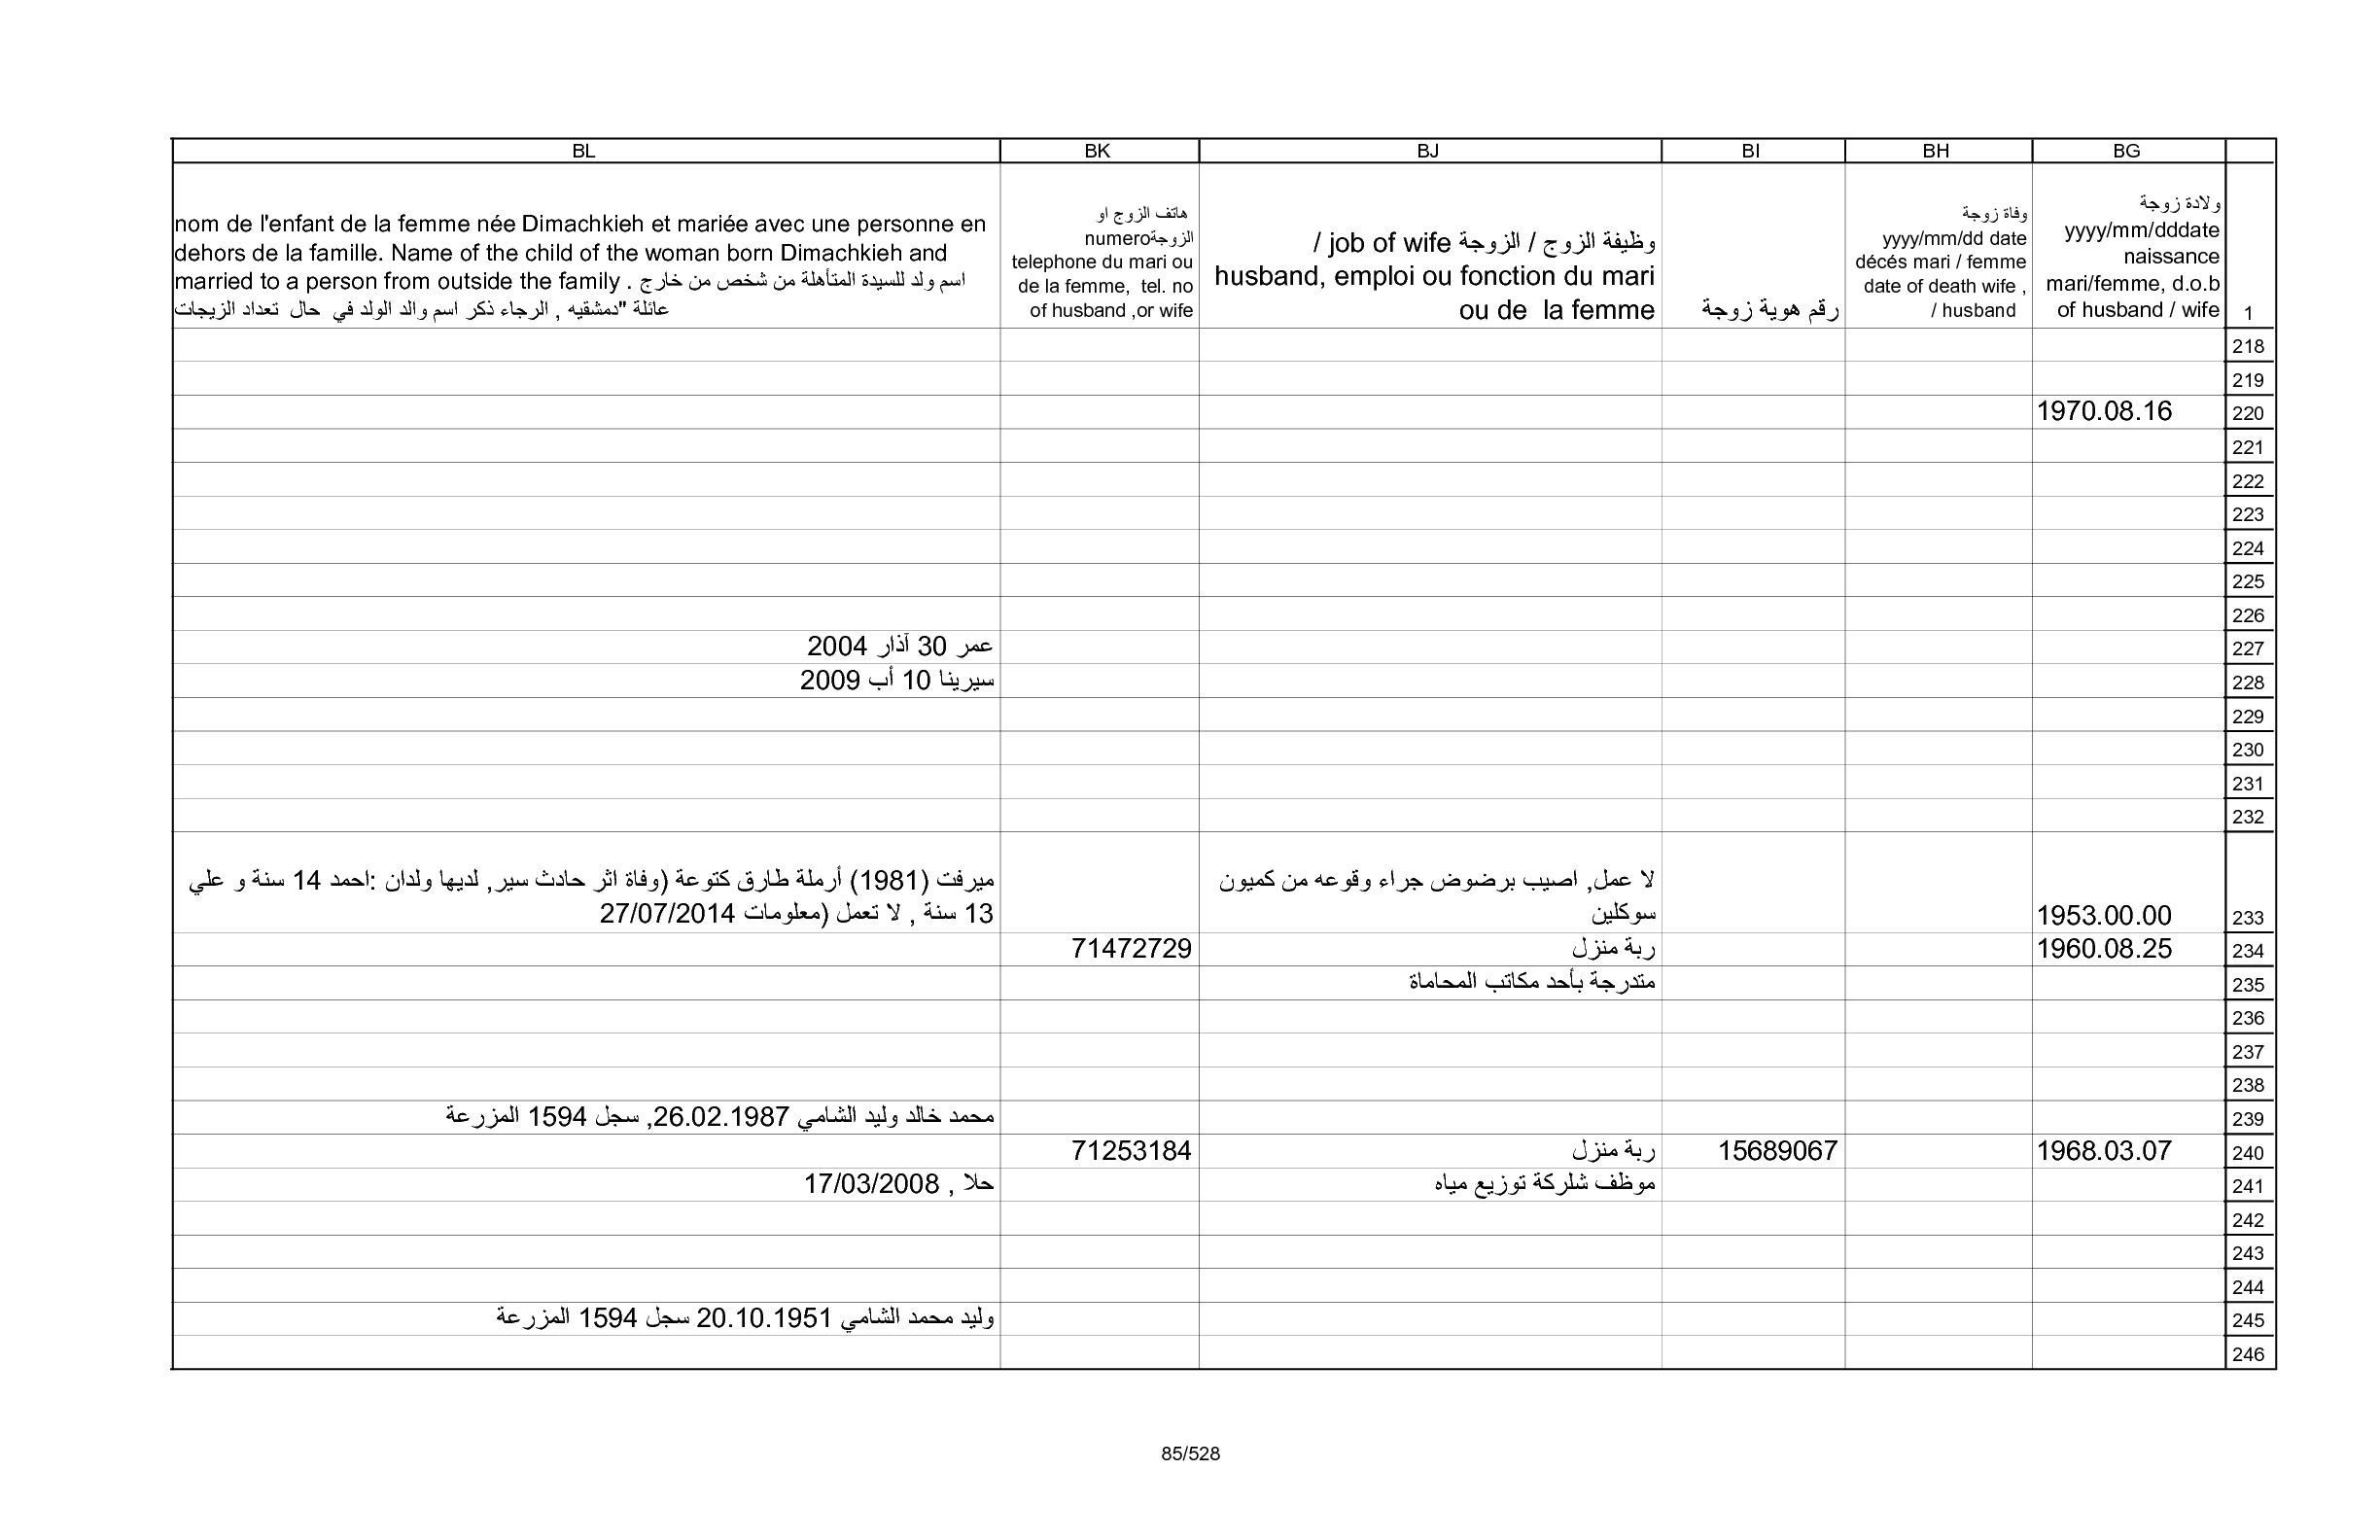 BG BH BI BJ BK BL
ولادة زوجة
yyyy/mm/dddate
naissance
mari/femme, d.o.b
of husband / wife
وفاة زوجة
yyyy/mm/dd date
décés mari / femme
date of death wife ,
/ husband
رقم هوية زوجة
وظيفة الزوج / الزوجة job of wife /
husband, emploi ou fonction du mari
ou de la femme
هاتف الزوج او
الزوجةnumero
telephone du mari ou
de la femme, tel. no
of husband ,or wife
nom de l'enfant de la femme née Dimachkieh et mariée avec une personne en
dehors de la famille. Name of the child of the woman born Dimachkieh and
married to a person from outside the family . اسم ولد للسيدة المتأهلة من شخص من خارج
عائلة "دمشقيه , الرجاء ذكر اسم والد الولد في حال تعداد الزيجات
1
218
219
220 1970.08.16
221
222
223
224
225
226
227 عمر 30 آذار 2004
228 سيرينا 10 أب 2009
229
230
231
232
لا عمل, اصيب برضوض جراء وقوعه من كميون
سوكلين
ميرفت (1981) أرملة طارق كتوعة (وفاة اثر حادث سير, لديها ولدان :احمد 14 سنة و علي
13 سنة , لا تعمل (معلومات 27/07/2014
233 1953.00.00
234 1960.08.25 ربة منزل 71472729
235 متدرجة بأحد مكاتب المحاماة
236
237
238
239 محمد خالد وليد الشامي 26.02.1987, سجل 1594 المزرعة
240 1968.03.07 15689067 ربة منزل 71253184
241 موظف شلركة توزيع مياه حلا , 17/03/2008
242
243
244
245 وليد محمد الشامي 20.10.1951 سجل 1594 المزرعة
246
85/528